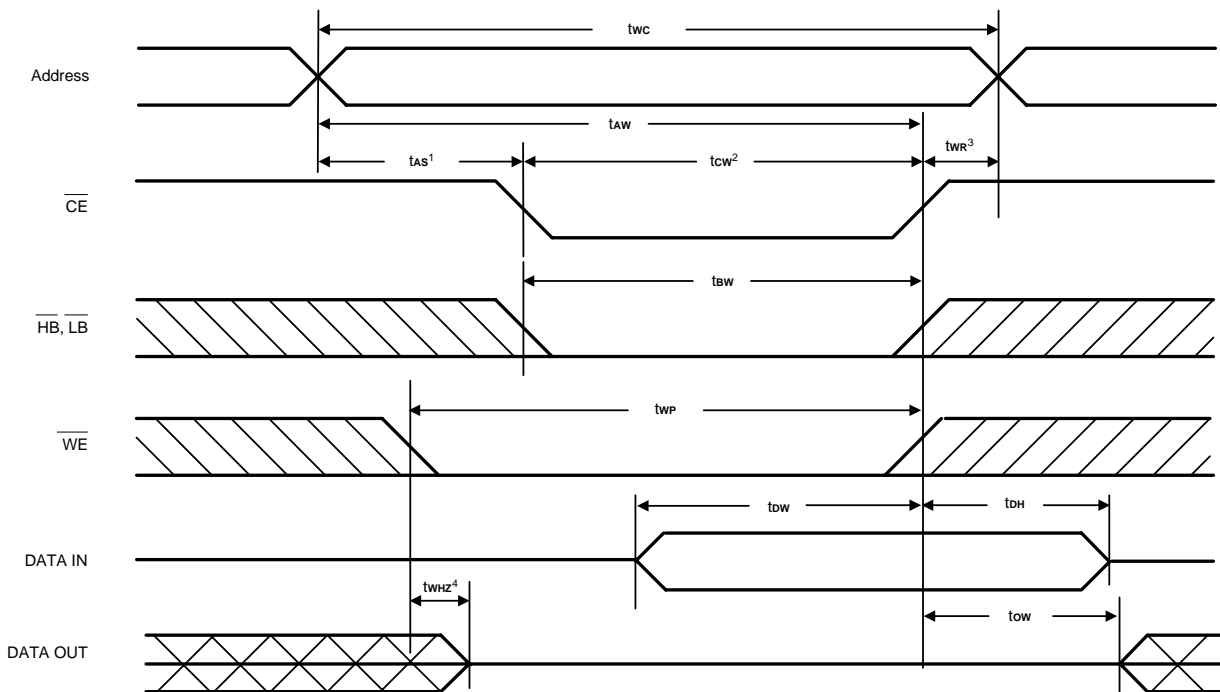 tWC
Address
tAW
tAS¹ tCW² tWR³
CE
tBW
HB, LB
tWP
WE
tDW tDH
DATA IN
tWHZ⁴
tOW
DATA OUT